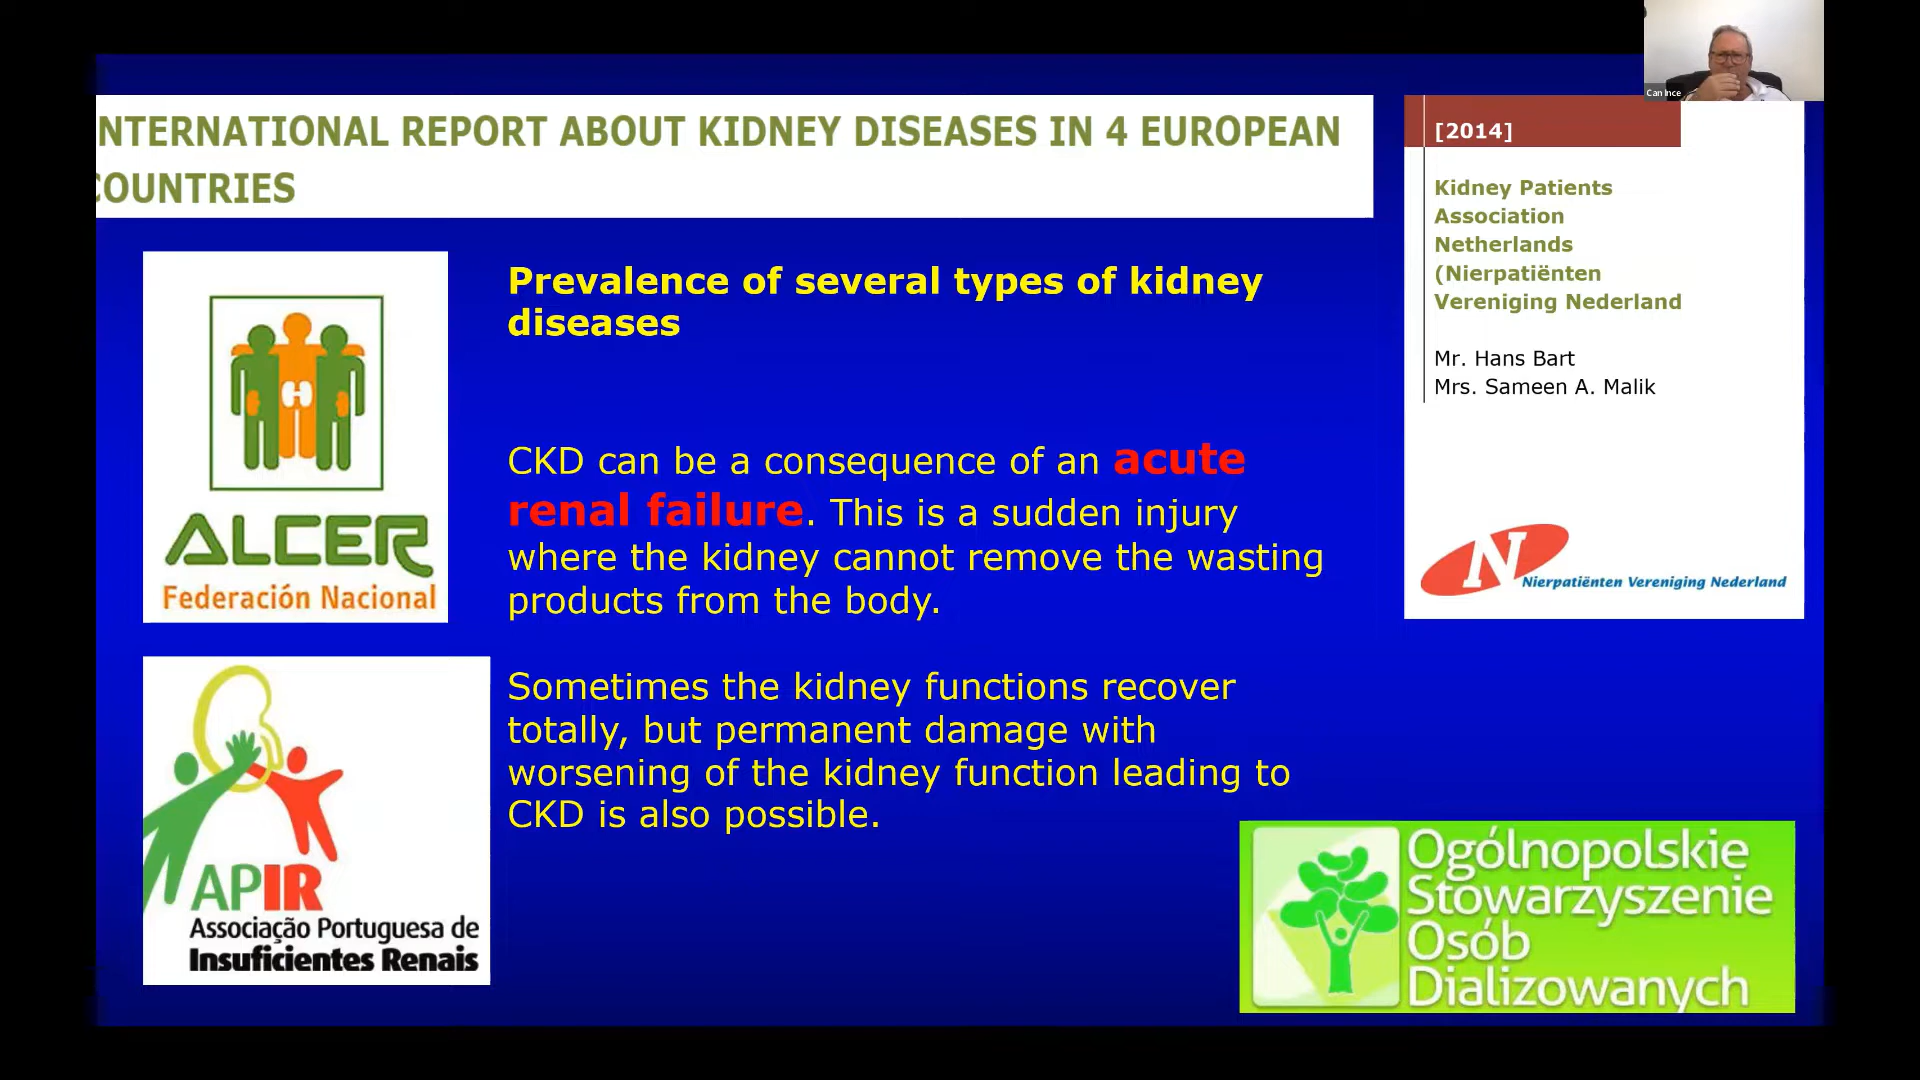 NTERNATIONAL REPORT ABOUT KIDNEY DISEASES IN 4 EUROPEAN
COUNTRIES
Can Ince
[2014]
Kidney Patients
Association
Netherlands
(Nierpatiënten
Vereniging Nederland
Mr. Hans Bart
Mrs. Sameen A. Malik
N
Nierpatiënten Vereniging Nederland
ALCER
Federación Nacional
Prevalence of several types of kidney
diseases
CKD can be a consequence of an acute
renal failure. This is a sudden injury
where the kidney cannot remove the wasting
products from the body.
Sometimes the kidney functions recover
totally, but permanent damage with
worsening of the kidney function leading to
CKD is also possible.
APIR
Associação Portuguesa de
Insuficientes Renais
Ogólnopolskie
Stowarzyszenie
Osób
Dializowanych